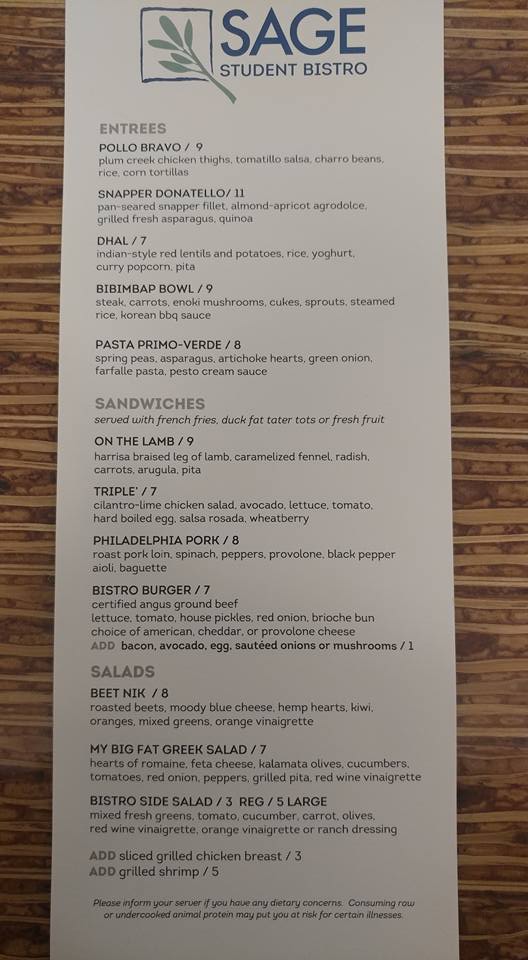 SAGE
STUDENT BISTRO
ENTREES
POLLO BRAVO / 9
plum creek chicken thighs, tomatillo salsa, charro beans,
rice, corn tortillas
SNAPPER DONATELLO/ 11
pan-seared snapper fillet, almond-apricot agrodolce,
grilled fresh asparagus, quinoa
DHAL / 7
indian-style red lentils and potatoes, rice, yoghurt,
curry popcorn, pita
BIBIMBAP BOWL / 9
steak, carrots, enoki mushrooms, cukes, sprouts, steamed
rice, korean bbq sauce
PASTA PRIMO-VERDE / 8
spring peas, asparagus, artichoke hearts, green onion,
farfalle pasta, pesto cream sauce
SANDWICHES
served with french fries, duck fat tater tots or fresh fruit
ON THE LAMB / 9
harrisa braised leg of lamb, caramelized fennel, radish,
carrots, arugula, pita
TRIPLE' / 7
cilantro-lime chicken salad, avocado, lettuce, tomato,
hard boiled egg, salsa rosada, wheatberry
PHILADELPHIA PORK / 8
roast pork loin, spinach, peppers, provolone, black pepper
aioli, baguette
BISTRO BURGER / 7
certified angus ground beef
lettuce, tomato, house pickles, red onion, brioche bun
choice of american, cheddar, or provolone cheese
ADD bacon, avocado, egg, sautéed onions or mushrooms / 1
SALADS
BEET NIK / 8
roasted beets, moody blue cheese, hemp hearts, kiwi,
oranges, mixed greens, orange vinaigrette
MY BIG FAT GREEK SALAD / 7
hearts of romaine, feta cheese, kalamata olives, cucumbers,
tomatoes, red onion, peppers, grilled pita, red wine vinaigrette
BISTRO SIDE SALAD / 3 REG / 5 LARGE
mixed fresh greens, tomato, cucumber, carrot, olives,
red wine vinaigrette, orange vinaigrette or ranch dressing
ADD sliced grilled chicken breast / 3
ADD grilled shrimp / 5
Please inform your server if you have any dietary concerns. Consuming raw
or undercooked animal protein may put you at risk for certain illnesses.